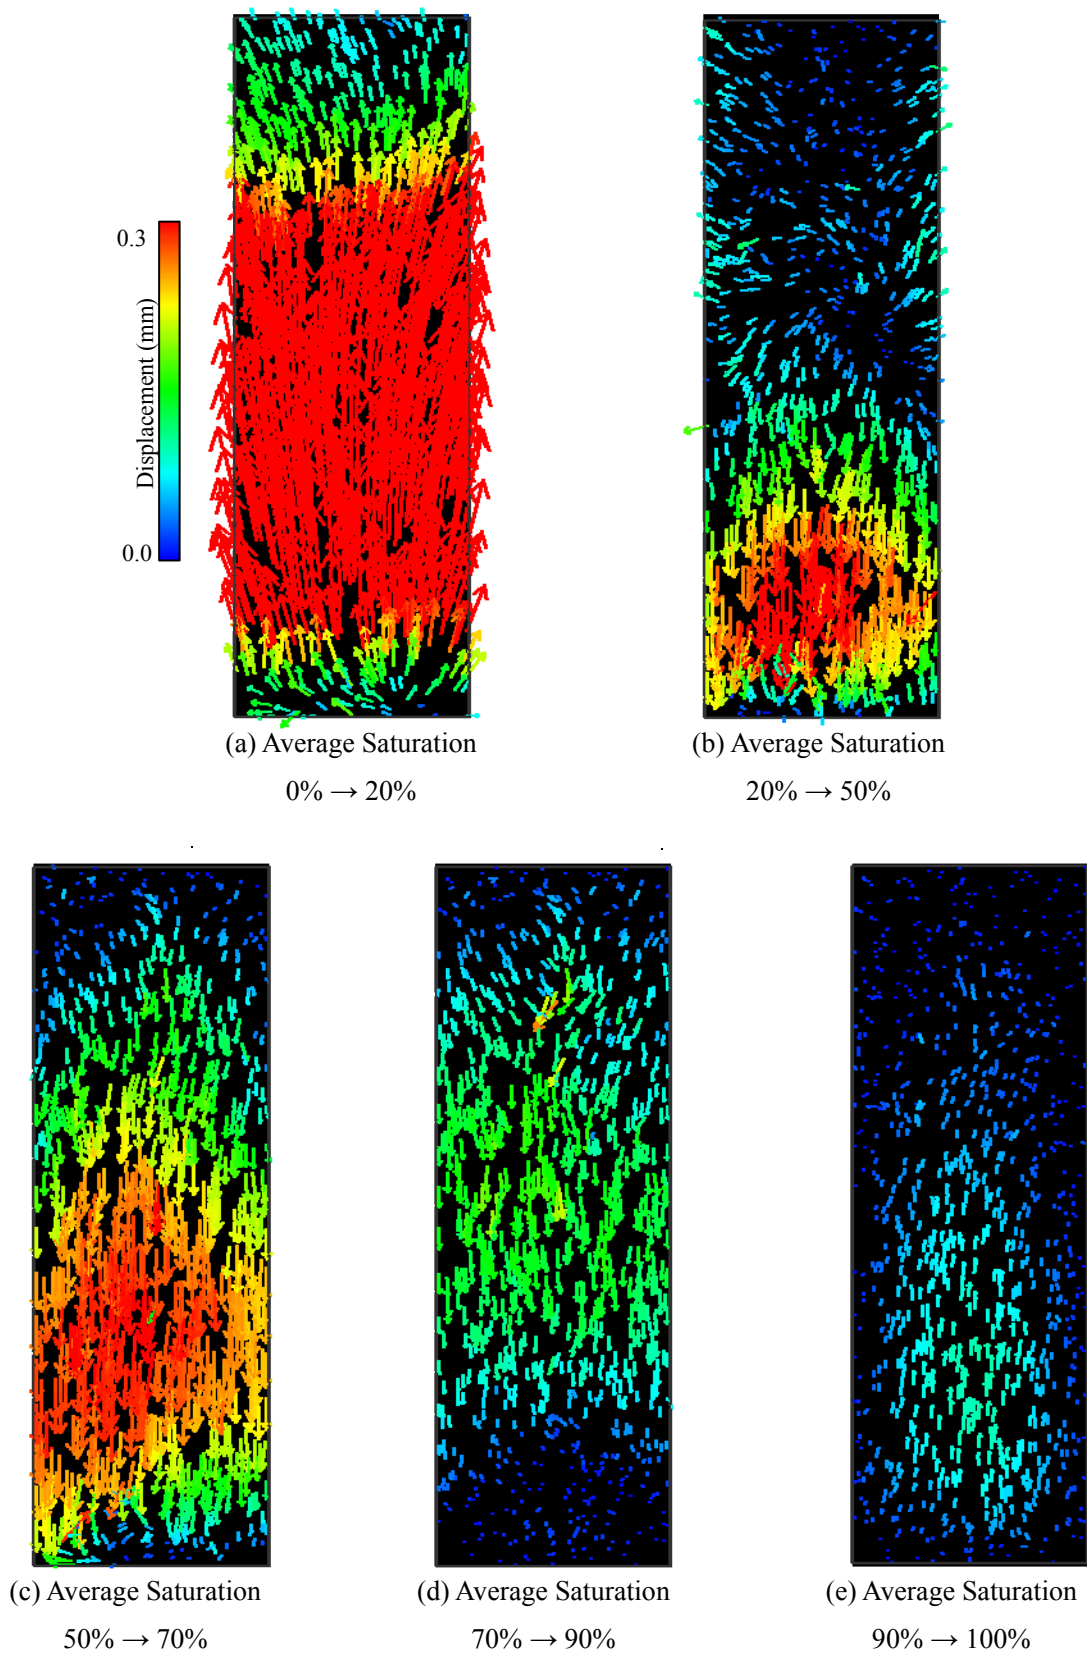 0.3
Displacement (mm)
0.0
(a) Average Saturation
0% → 20%
(b) Average Saturation
20% → 50%
(c) Average Saturation
50% → 70%
(d) Average Saturation
70% → 90%
(e) Average Saturation
90% → 100%